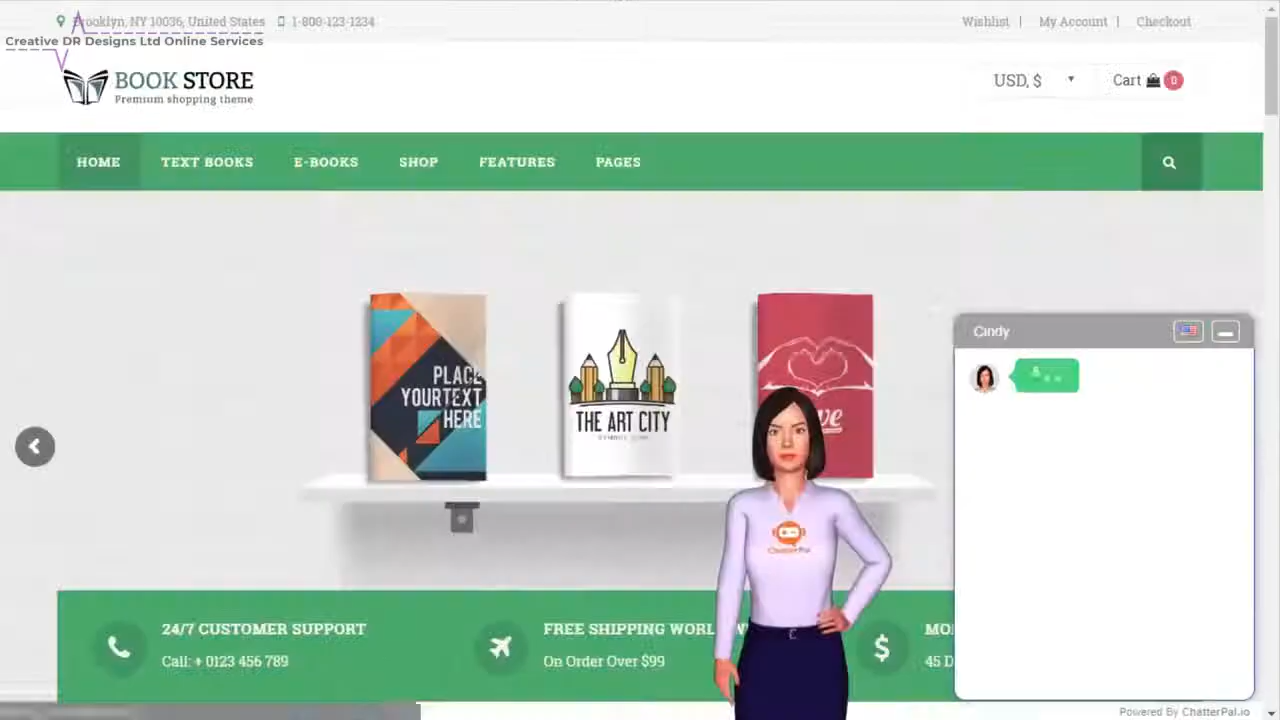 Brooklyn, NY 10036, United States 1-800-123-1234
Wishlist | My Account | Checkout
Creative DR Designs Ltd Online Services
BOOK STORE
Premium shopping theme
USD, $
Cart 0
HOME TEXT BOOKS E-BOOKS SHOP FEATURES PAGES
PLACE
YOUR TEXT
HERE
THE ART CITY
Cindy
ChatterPal
24/7 CUSTOMER SUPPORT
Call: + 0123 456 789
FREE SHIPPING WORL
On Order Over $99
$
MO
45 D
Powered By ChatterPal.io